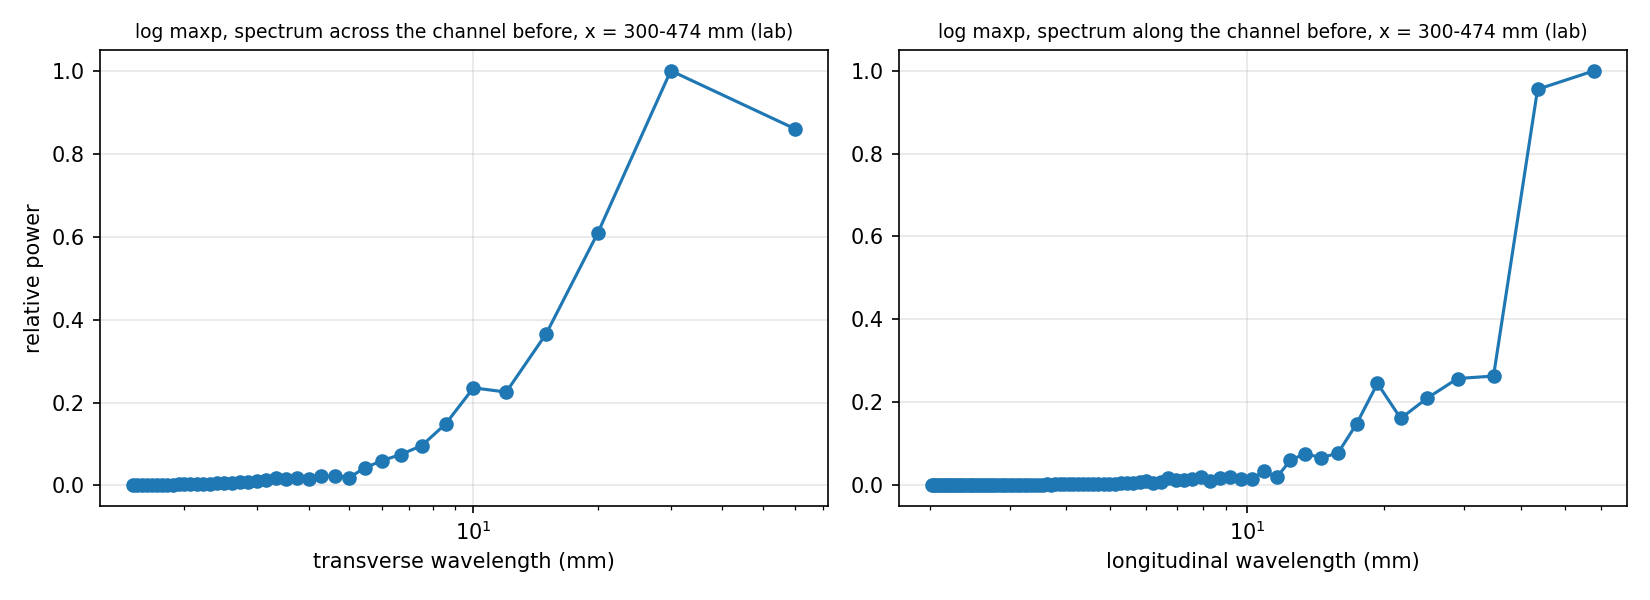 log maxp, spectrum across the channel before, x = 300-474 mm (lab)
1.0
0.8
0.6
0.4
0.2
0.0
relative power
10¹
transverse wavelength (mm)
log maxp, spectrum along the channel before, x = 300-474 mm (lab)
1.0
0.8
0.6
0.4
0.2
0.0
10¹
longitudinal wavelength (mm)